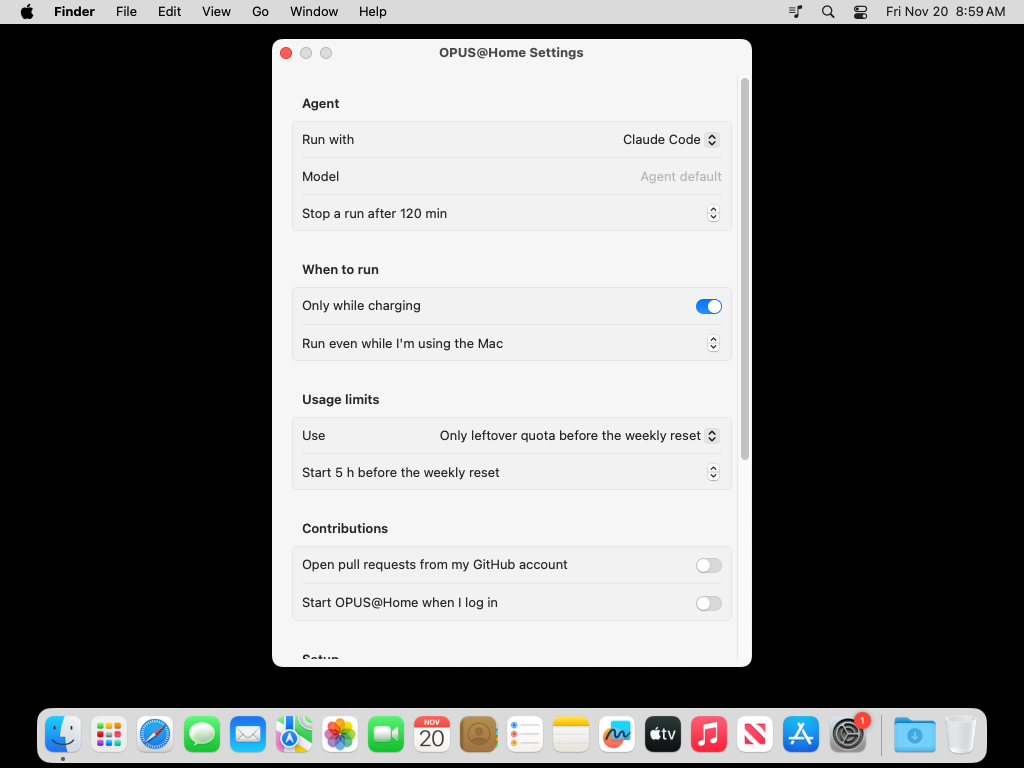 Finder File Edit View Go Window Help Fri Nov 20 8:59 AM
OPUS@Home Settings
Agent
Run with Claude Code
Model Agent default
Stop a run after 120 min
When to run
Only while charging
Run even while I'm using the Mac
Usage limits
Use Only leftover quota before the weekly reset
Start 5 h before the weekly reset
Contributions
Open pull requests from my GitHub account
Start OPUS@Home when I log in
Setup
NOV
20
tv
1